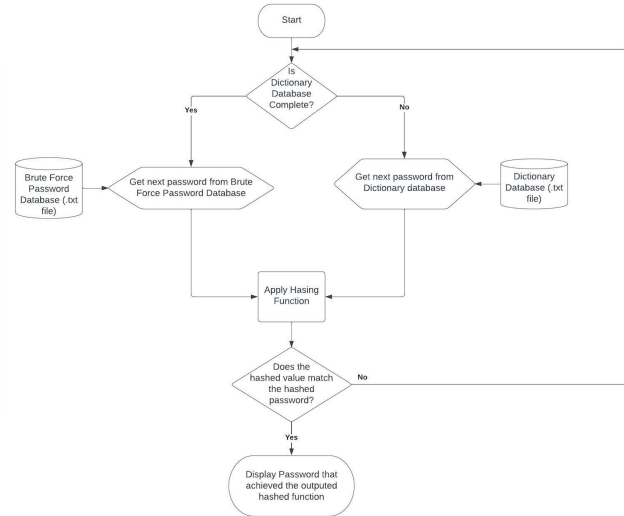 Start
Is
Dictionary
Database
Complete?
Yes
No
Brute Force
Password
Database (.txt
file)
Get next password from Brute
Force Password Database
Get next password from
Dictionary database
Dictionary
Database (.txt
file)
Apply Hasing
Function
Does the
hashed value match
the hashed
password?
No
Yes
Display Password that
achieved the outputed
hashed function